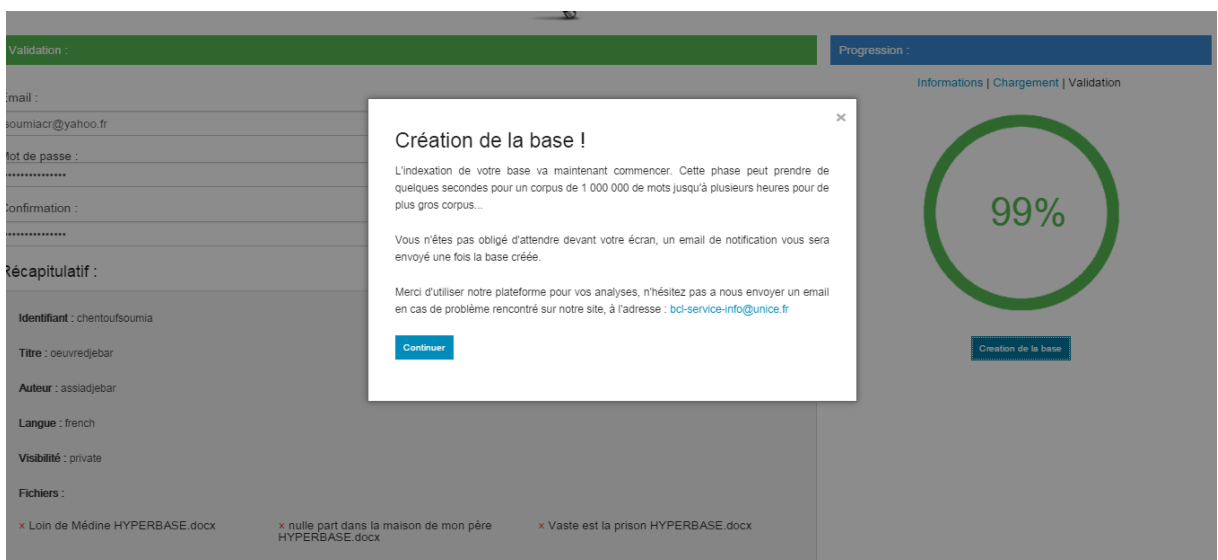 Validation :
Progression :
Informations | Chargement | Validation
Email :
soumiacr@yahoo.fr
Mot de passe :
•••••••••••••••
Confirmation :
•••••••••••••••
Récapitulatif :
Identifiant : chentoufsoumia
Titre : oeuvredjebar
Auteur : assiadjebar
Langue : french
Visibilité : private
Fichiers :
× Loin de Médine HYPERBASE.docx
× nulle part dans la maison de mon père
HYPERBASE.docx
× Vaste est la prison HYPERBASE.docx
×
Création de la base !
L'indexation de votre base va maintenant commencer. Cette phase peut prendre de
quelques secondes pour un corpus de 1 000 000 de mots jusqu'à plusieurs heures pour de
plus gros corpus...
Vous n'êtes pas obligé d'attendre devant votre écran, un email de notification vous sera
envoyé une fois la base créée.
Merci d'utiliser notre plateforme pour vos analyses, n'hésitez pas a nous envoyer un email
en cas de problème rencontré sur notre site, à l'adresse : bcl-service-info@unice.fr
Continuer
99%
Creation de la base